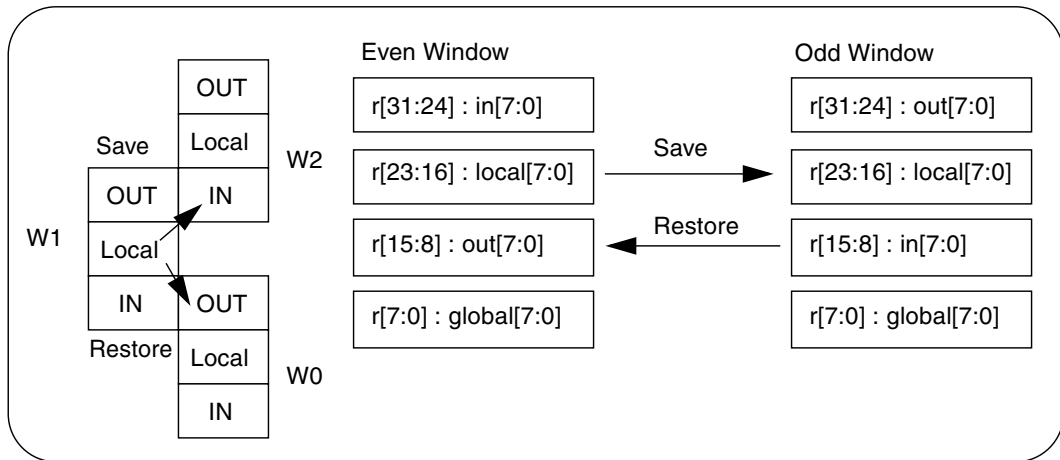 OUT
Local
IN
W2
Save
OUT
Local
IN
W1
Restore
OUT
Local
IN
W0
Even Window
r[31:24] : in[7:0]
r[23:16] : local[7:0]
r[15:8] : out[7:0]
r[7:0] : global[7:0]
Save
Restore
Odd Window
r[31:24] : out[7:0]
r[23:16] : local[7:0]
r[15:8] : in[7:0]
r[7:0] : global[7:0]